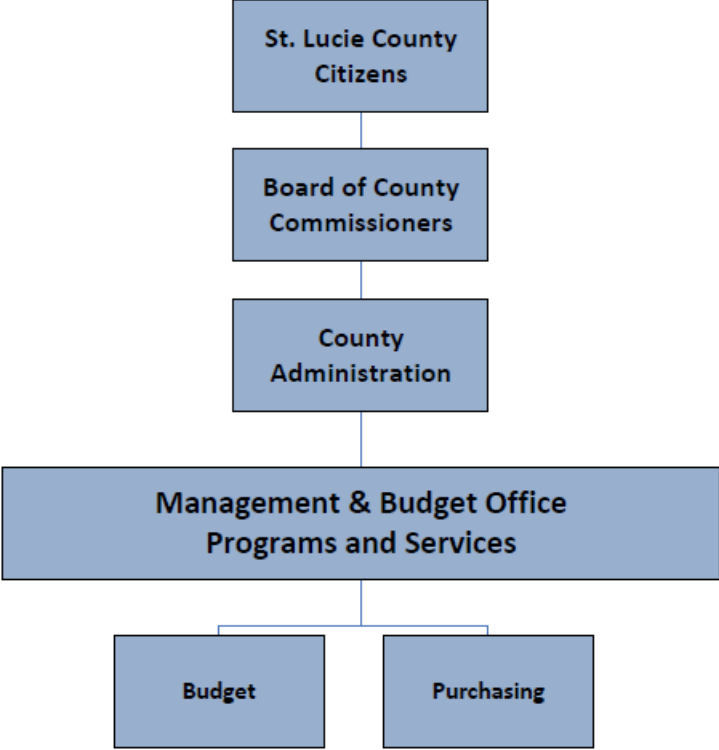 St. Lucie County
Citizens
Board of County
Commissioners
County
Administration
Management & Budget Office
Programs and Services
Budget
Purchasing